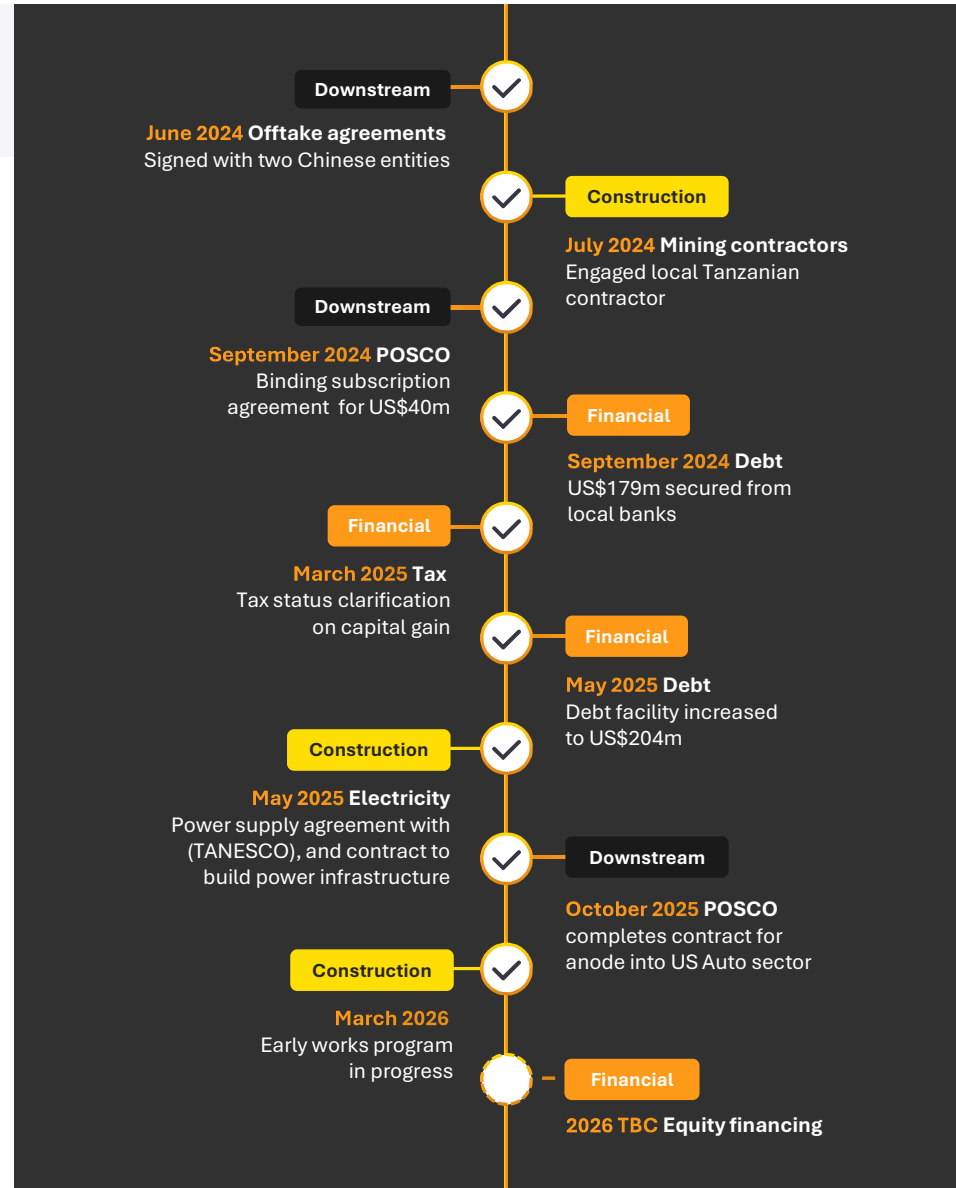 Downstream
June 2024 Offtake agreements
Signed with two Chinese entities
Construction
July 2024 Mining contractors
Engaged local Tanzanian
contractor
Downstream
September 2024 POSCO
Binding subscription
agreement for US$40m
Financial
September 2024 Debt
US$179m secured from
local banks
Financial
March 2025 Tax
Tax status clarification
on capital gain
Financial
May 2025 Debt
Debt facility increased
to US$204m
Construction
May 2025 Electricity
Power supply agreement with
(TANESCO), and contract to
build power infrastructure
Downstream
October 2025 POSCO
completes contract for
anode into US Auto sector
Construction
March 2026
Early works program
in progress
Financial
2026 TBC Equity financing